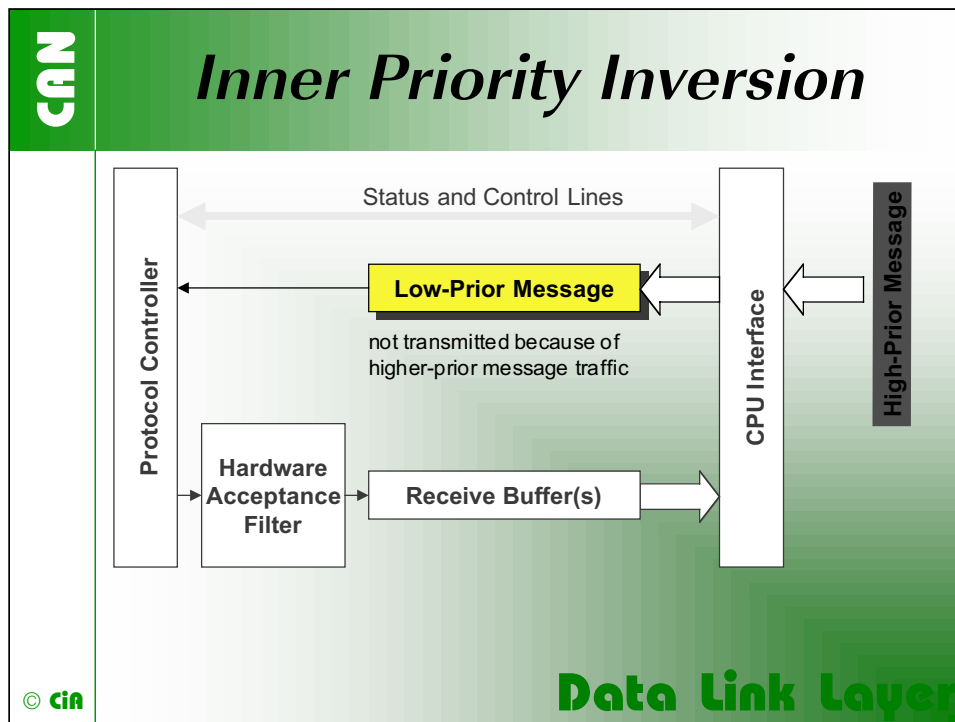 CAN
Inner Priority Inversion
Status and Control Lines
Protocol Controller
Low-Prior Message
not transmitted because of
higher-prior message traffic
CPU Interface
High-Prior Message
Hardware
Acceptance
Filter
Receive Buffer(s)
© CiA
Data Link Layer